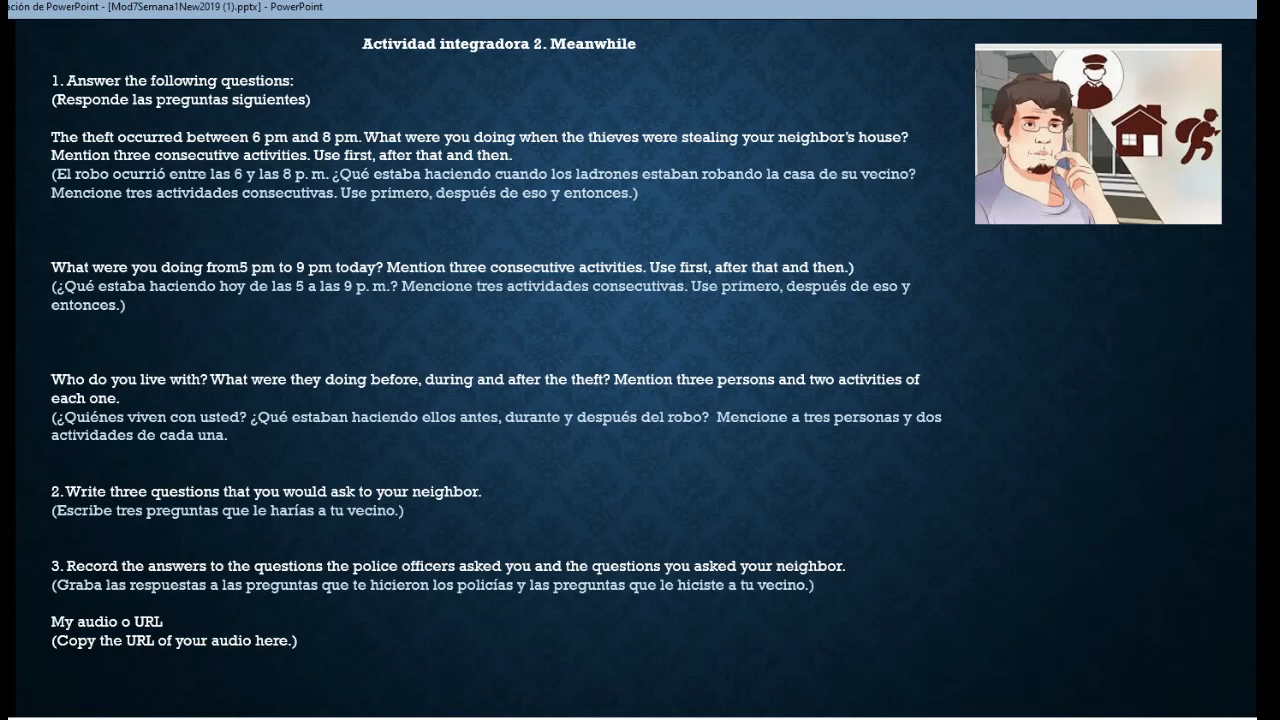 ación de PowerPoint - [Mod7Semana1New2019 (1).pptx] - PowerPoint
Actividad integradora 2. Meanwhile
1. Answer the following questions:
(Responde las preguntas siguientes)
The theft occurred between 6 pm and 8 pm. What were you doing when the thieves were stealing your neighbor's house?
Mention three consecutive activities. Use first, after that and then.
(El robo ocurrió entre las 6 y las 8 p. m. ¿Qué estaba haciendo cuando los ladrones estaban robando la casa de su vecino?
Mencione tres actividades consecutivas. Use primero, después de eso y entonces.)
What were you doing from5 pm to 9 pm today? Mention three consecutive activities. Use first, after that and then.)
(¿Qué estaba haciendo hoy de las 5 a las 9 p. m.? Mencione tres actividades consecutivas. Use primero, después de eso y
entonces.)
Who do you live with? What were they doing before, during and after the theft? Mention three persons and two activities of
each one.
(¿Quiénes viven con usted? ¿Qué estaban haciendo ellos antes, durante y después del robo? Mencione a tres personas y dos
actividades de cada una.
2. Write three questions that you would ask to your neighbor.
(Escribe tres preguntas que le harías a tu vecino.)
3. Record the answers to the questions the police officers asked you and the questions you asked your neighbor.
(Graba las respuestas a las preguntas que te hicieron los policías y las preguntas que le hiciste a tu vecino.)
My audio o URL
(Copy the URL of your audio here.)